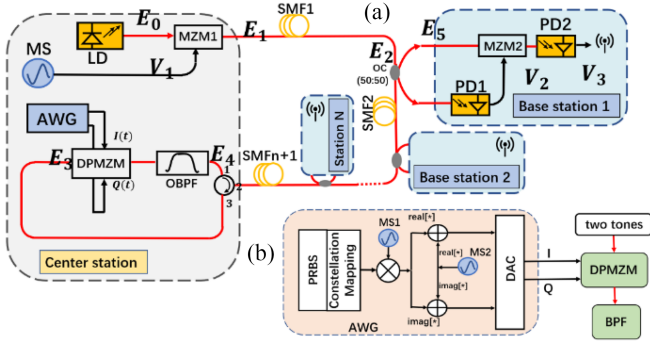 (a)
MS
LD
E0
MZM1
V1
E1
SMF1
E2
OC
(50:50)
SMF2
E5
MZM2
PD2
PD1
V2
V3
Base station 1
AWG
I(t)
E3
DPMZM
Q(t)
OBPF
E4
1
2
3
SMFn+1
Station N
Base station 2
Center station
(b)
PRBS
Constellation
Mapping
MS1
real[*]
real[*]
MS2
imag[*]
imag[*]
DAC
AWG
I
Q
two tones
DPMZM
BPF